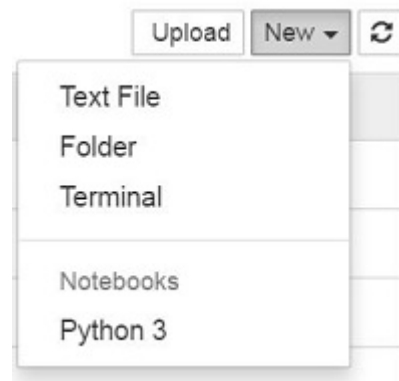 Upload New
Text File
Folder
Terminal
Notebooks
Python 3